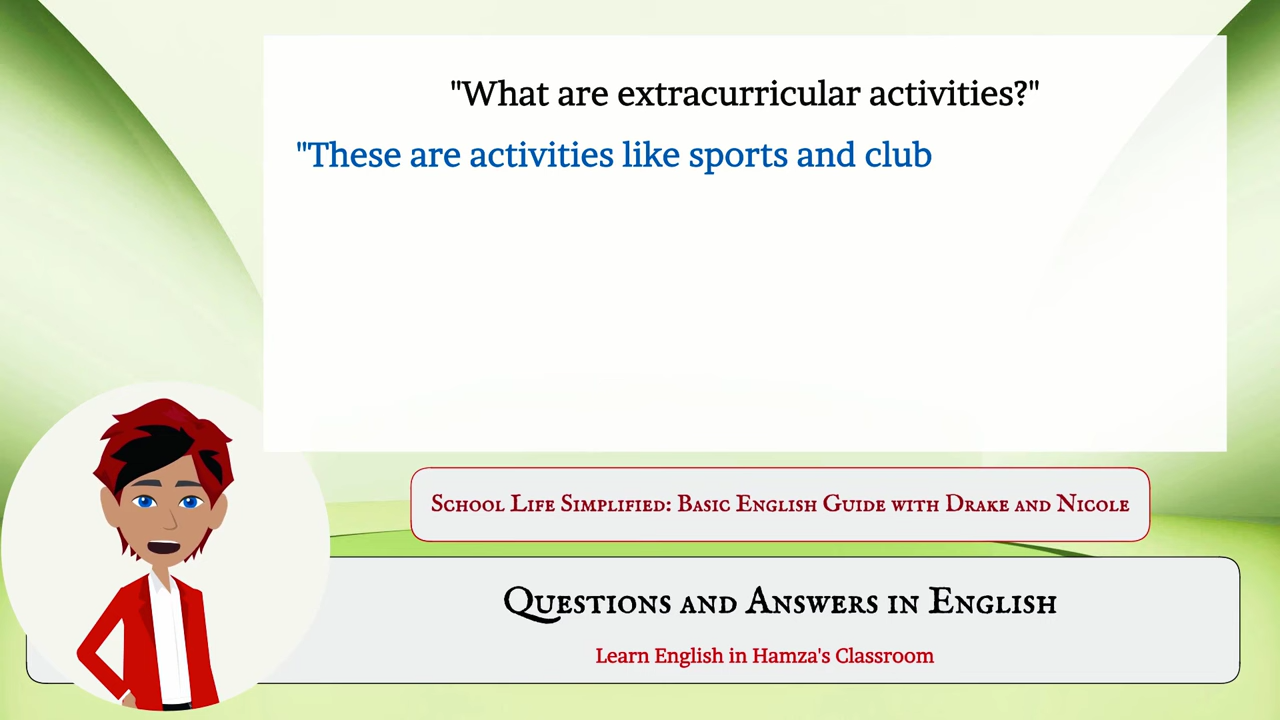 "What are extracurricular activities?"
"These are activities like sports and club
School Life Simplified: Basic English Guide with Drake and Nicole
Questions and Answers in English
Learn English in Hamza's Classroom